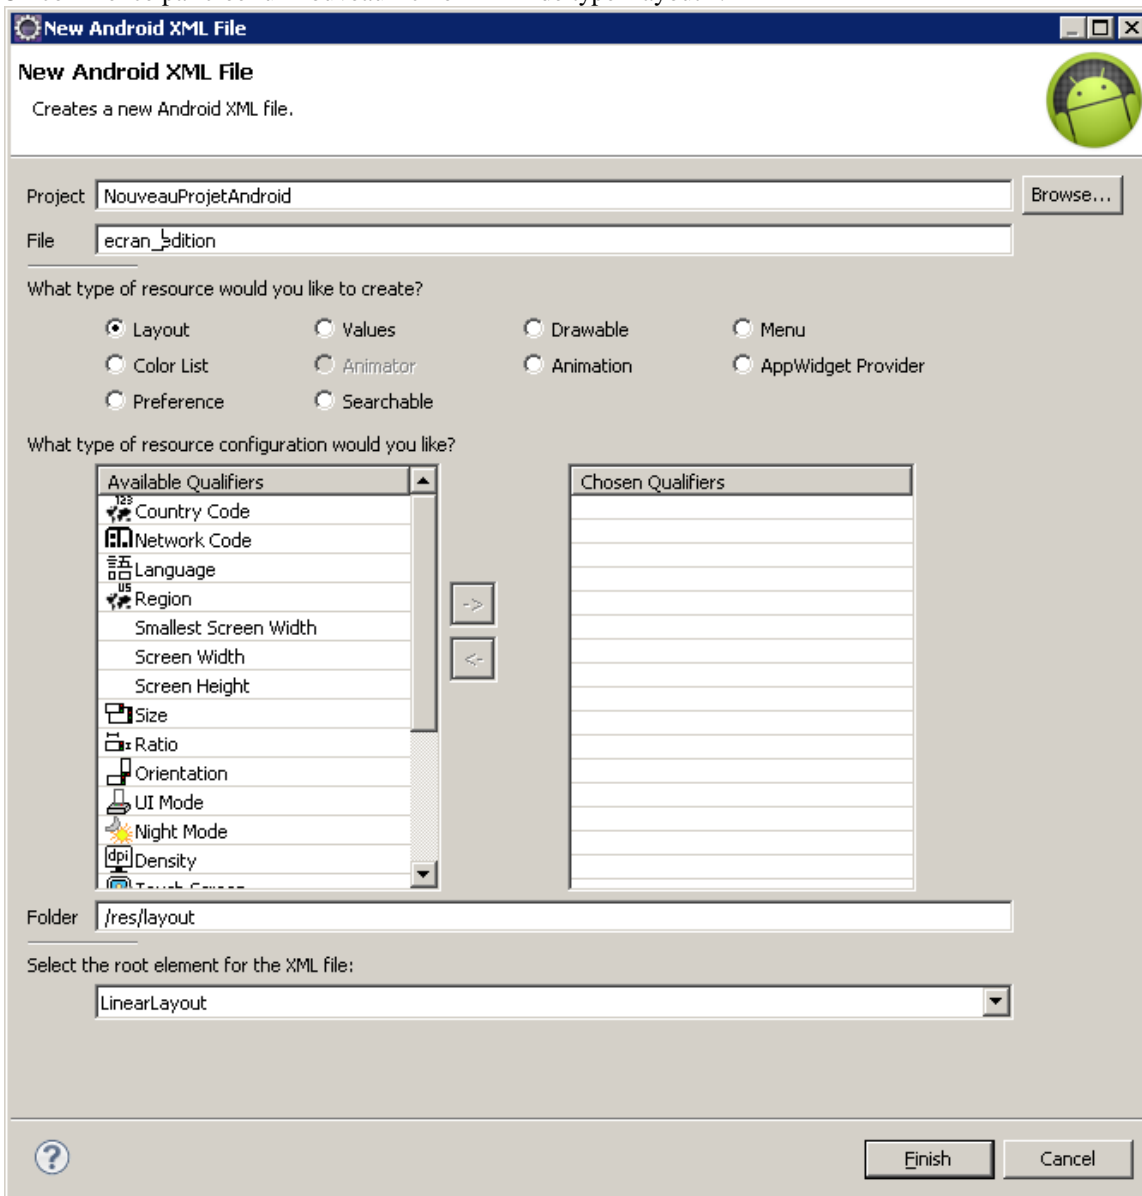 New Android XML File
New Android XML File
Creates a new Android XML file.
Project NouveauProjetAndroid Browse...
File ecran_edition
What type of resource would you like to create?
Layout Values Drawable Menu
Color List Animator Animation AppWidget Provider
Preference Searchable
What type of resource configuration would you like?
Available Qualifiers Chosen Qualifiers
123 Country Code
Network Code
語 Language
US Region
-> 
Smallest Screen Width
Screen Width
<-
Screen Height
Size
Ratio
Orientation
UI Mode
Night Mode
dpi Density
Folder /res/layout
Select the root element for the XML file:
LinearLayout
? Finish Cancel